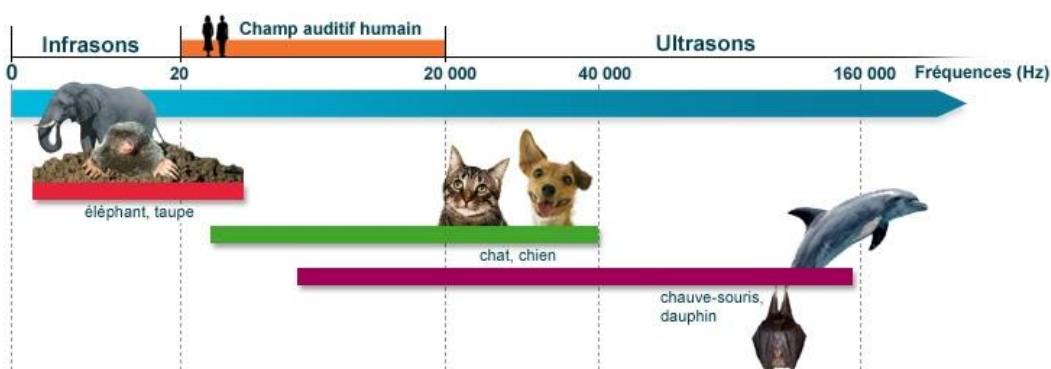 Champ auditif humain
Infrasons
Ultrasons
0
20
20 000
40 000
160 000
Fréquences (Hz)
éléphant, taupe
chat, chien
chauve-souris,
dauphin